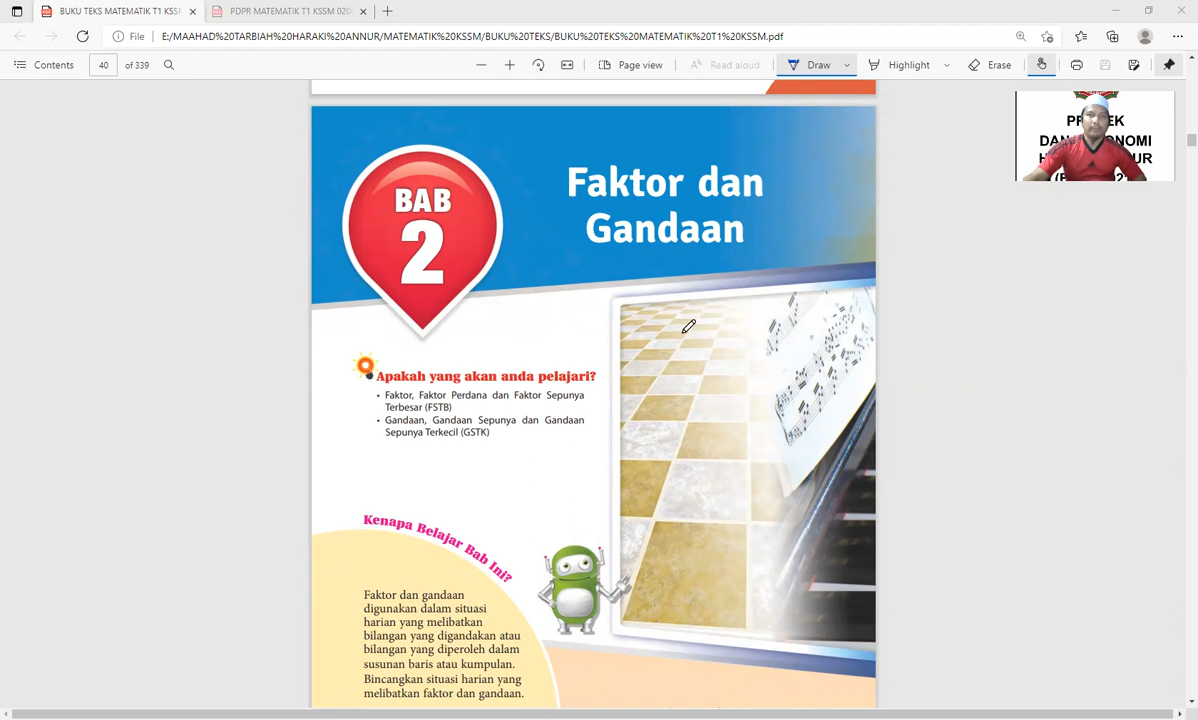 BUKU TEKS MATEMATIK T1 KSS
PDPR MATEMATIK T1 KSSM 020
File
E:/MAAHAD%20TARBIAH%20HARAKI%20ANNUR/MATEMATIK%20KSSM/BUKU%20TEKS/BUKU%20TEKS%20MATEMATIK%20T1%20KSSM.pdf
Contents
40
of 339
Page view
Read aloud
Draw
Highlight
Erase
BAB
2
Faktor dan
Gandaan
Apakah yang akan anda pelajari?
• Faktor, Faktor Perdana dan Faktor Sepunya
Terbesar (FSTB)
• Gandaan, Gandaan Sepunya dan Gandaan
Sepunya Terkecil (GSTK)
Kenapa Belajar Bab Ini?
Faktor dan gandaan
digunakan dalam situasi
harian yang melibatkan
bilangan yang digandakan atau
bilangan yang diperoleh dalam
susunan baris atau kumpulan.
Bincangkan situasi harian yang
melibatkan faktor dan gandaan.